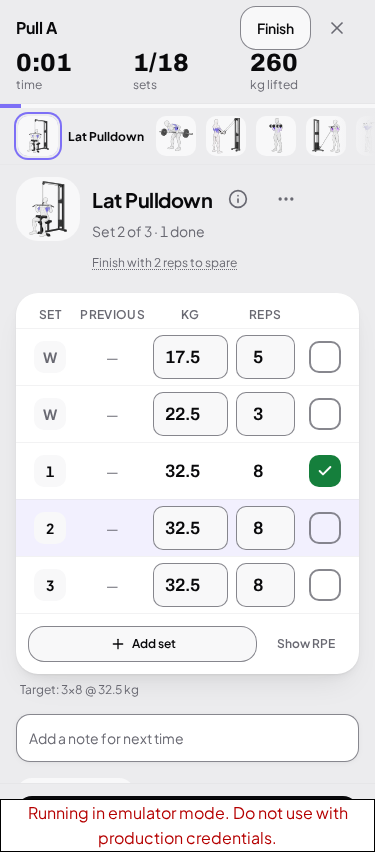 Pull A
Finish
0:01
1/18
260
time
sets
kg lifted
Lat Pulldown
Lat Pulldown
Set 2 of 3 · 1 done
Finish with 2 reps to spare
SET PREVIOUS KG REPS
W – 17.5 5
W – 22.5 3
1 – 32.5 8
2 – 32.5 8
3 – 32.5 8
+ Add set
Show RPE
Target: 3×8 @ 32.5 kg
Add a note for next time
Running in emulator mode. Do not use with
production credentials.